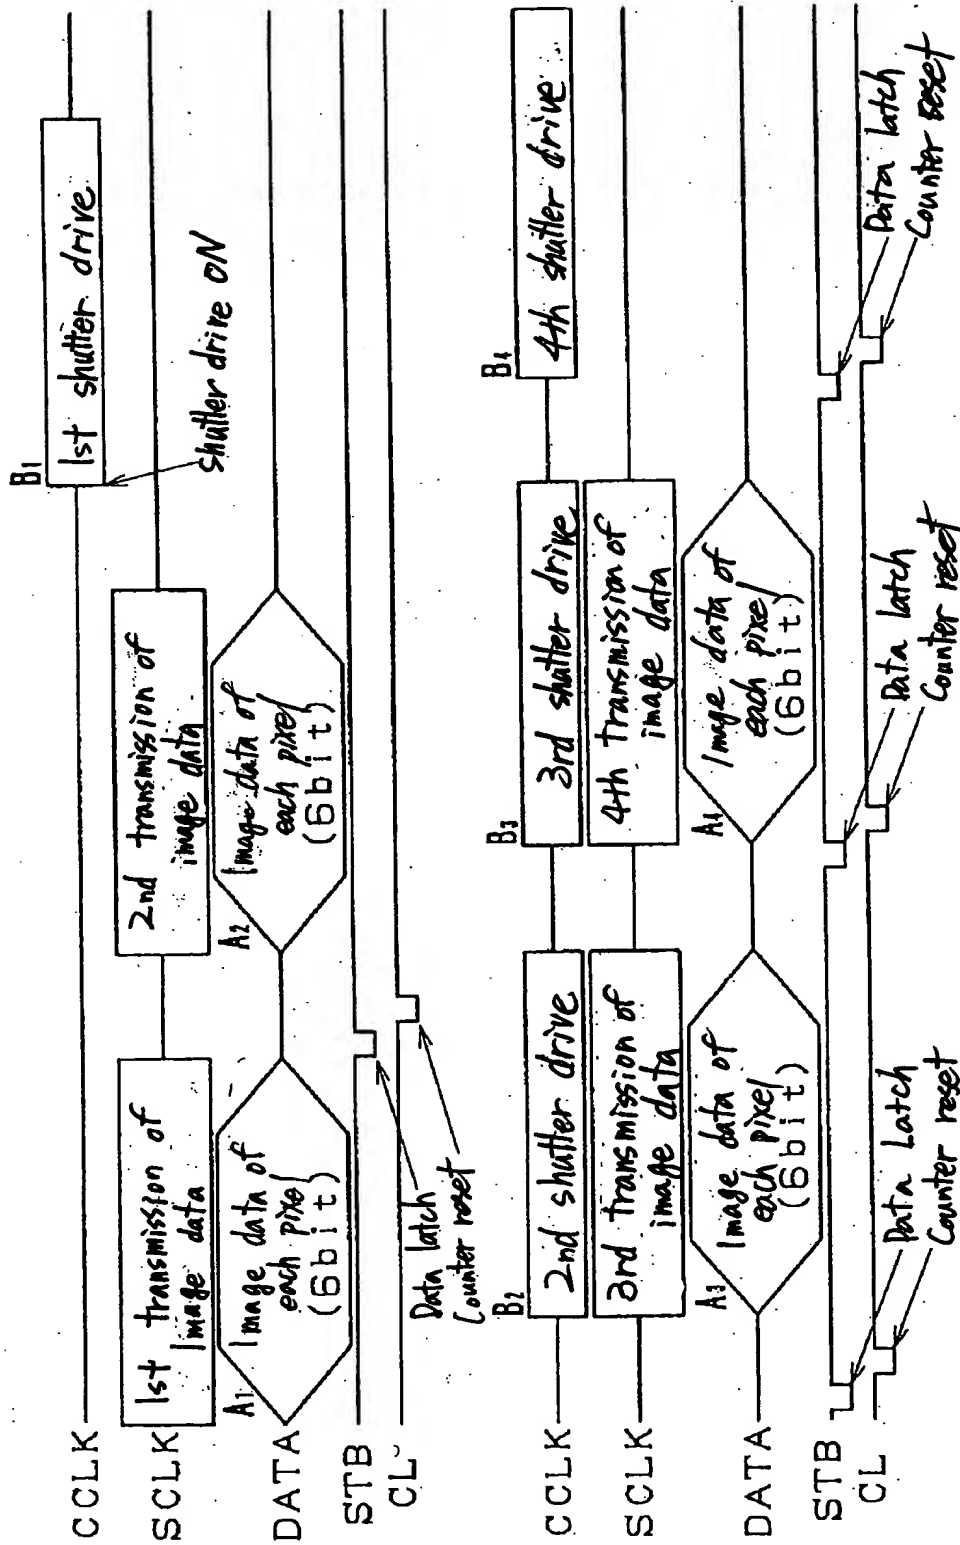 CCLK
B1
1st shutter drive
shutter drive ON
SCLK
1st transmission of
Image data
2nd transmission of
image data
DATA
A1
Image data of
each pixel
(6bit)
A2
Image data of
each pixel
(6bit)
STB
CL
Data latch
Counter reset
CCLK
B2
2nd shutter drive
B3
3rd shutter drive
B4
4th shutter drive
SCLK
3rd transmission of
image data
4th transmission of
image data
DATA
A3
Image data of
each pixel
(6bit)
A1
Image data of
each pixel
(6bit)
STB
CL
Data Latch
Counter reset
Data latch
Counter reset
Data latch
Counter reset